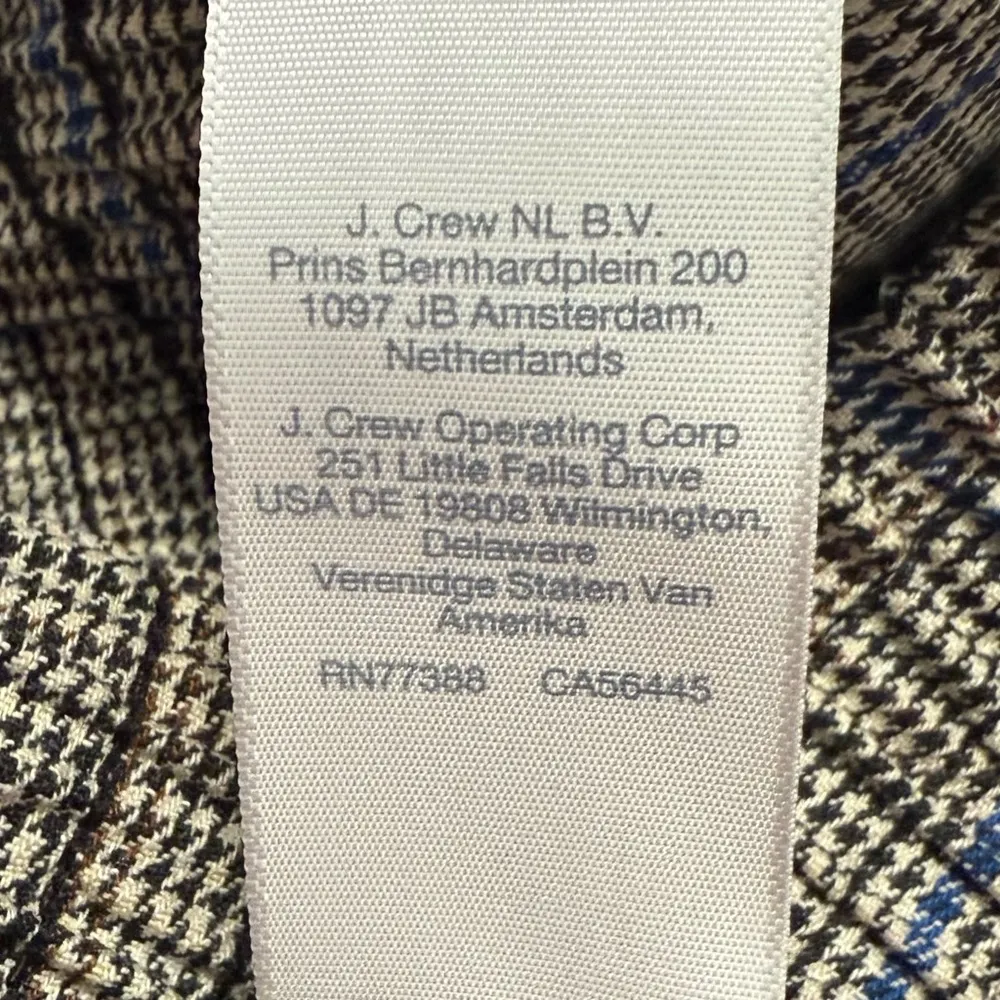 J. Crew NL B.V.
Prins Bernhardplein 200
1097 JB Amsterdam,
Netherlands
J. Crew Operating Corp
251 Little Falls Drive
USA DE 19808 Wilmington,
Delaware
Verenidge Staten Van
Amerika
RN77388 CA56445